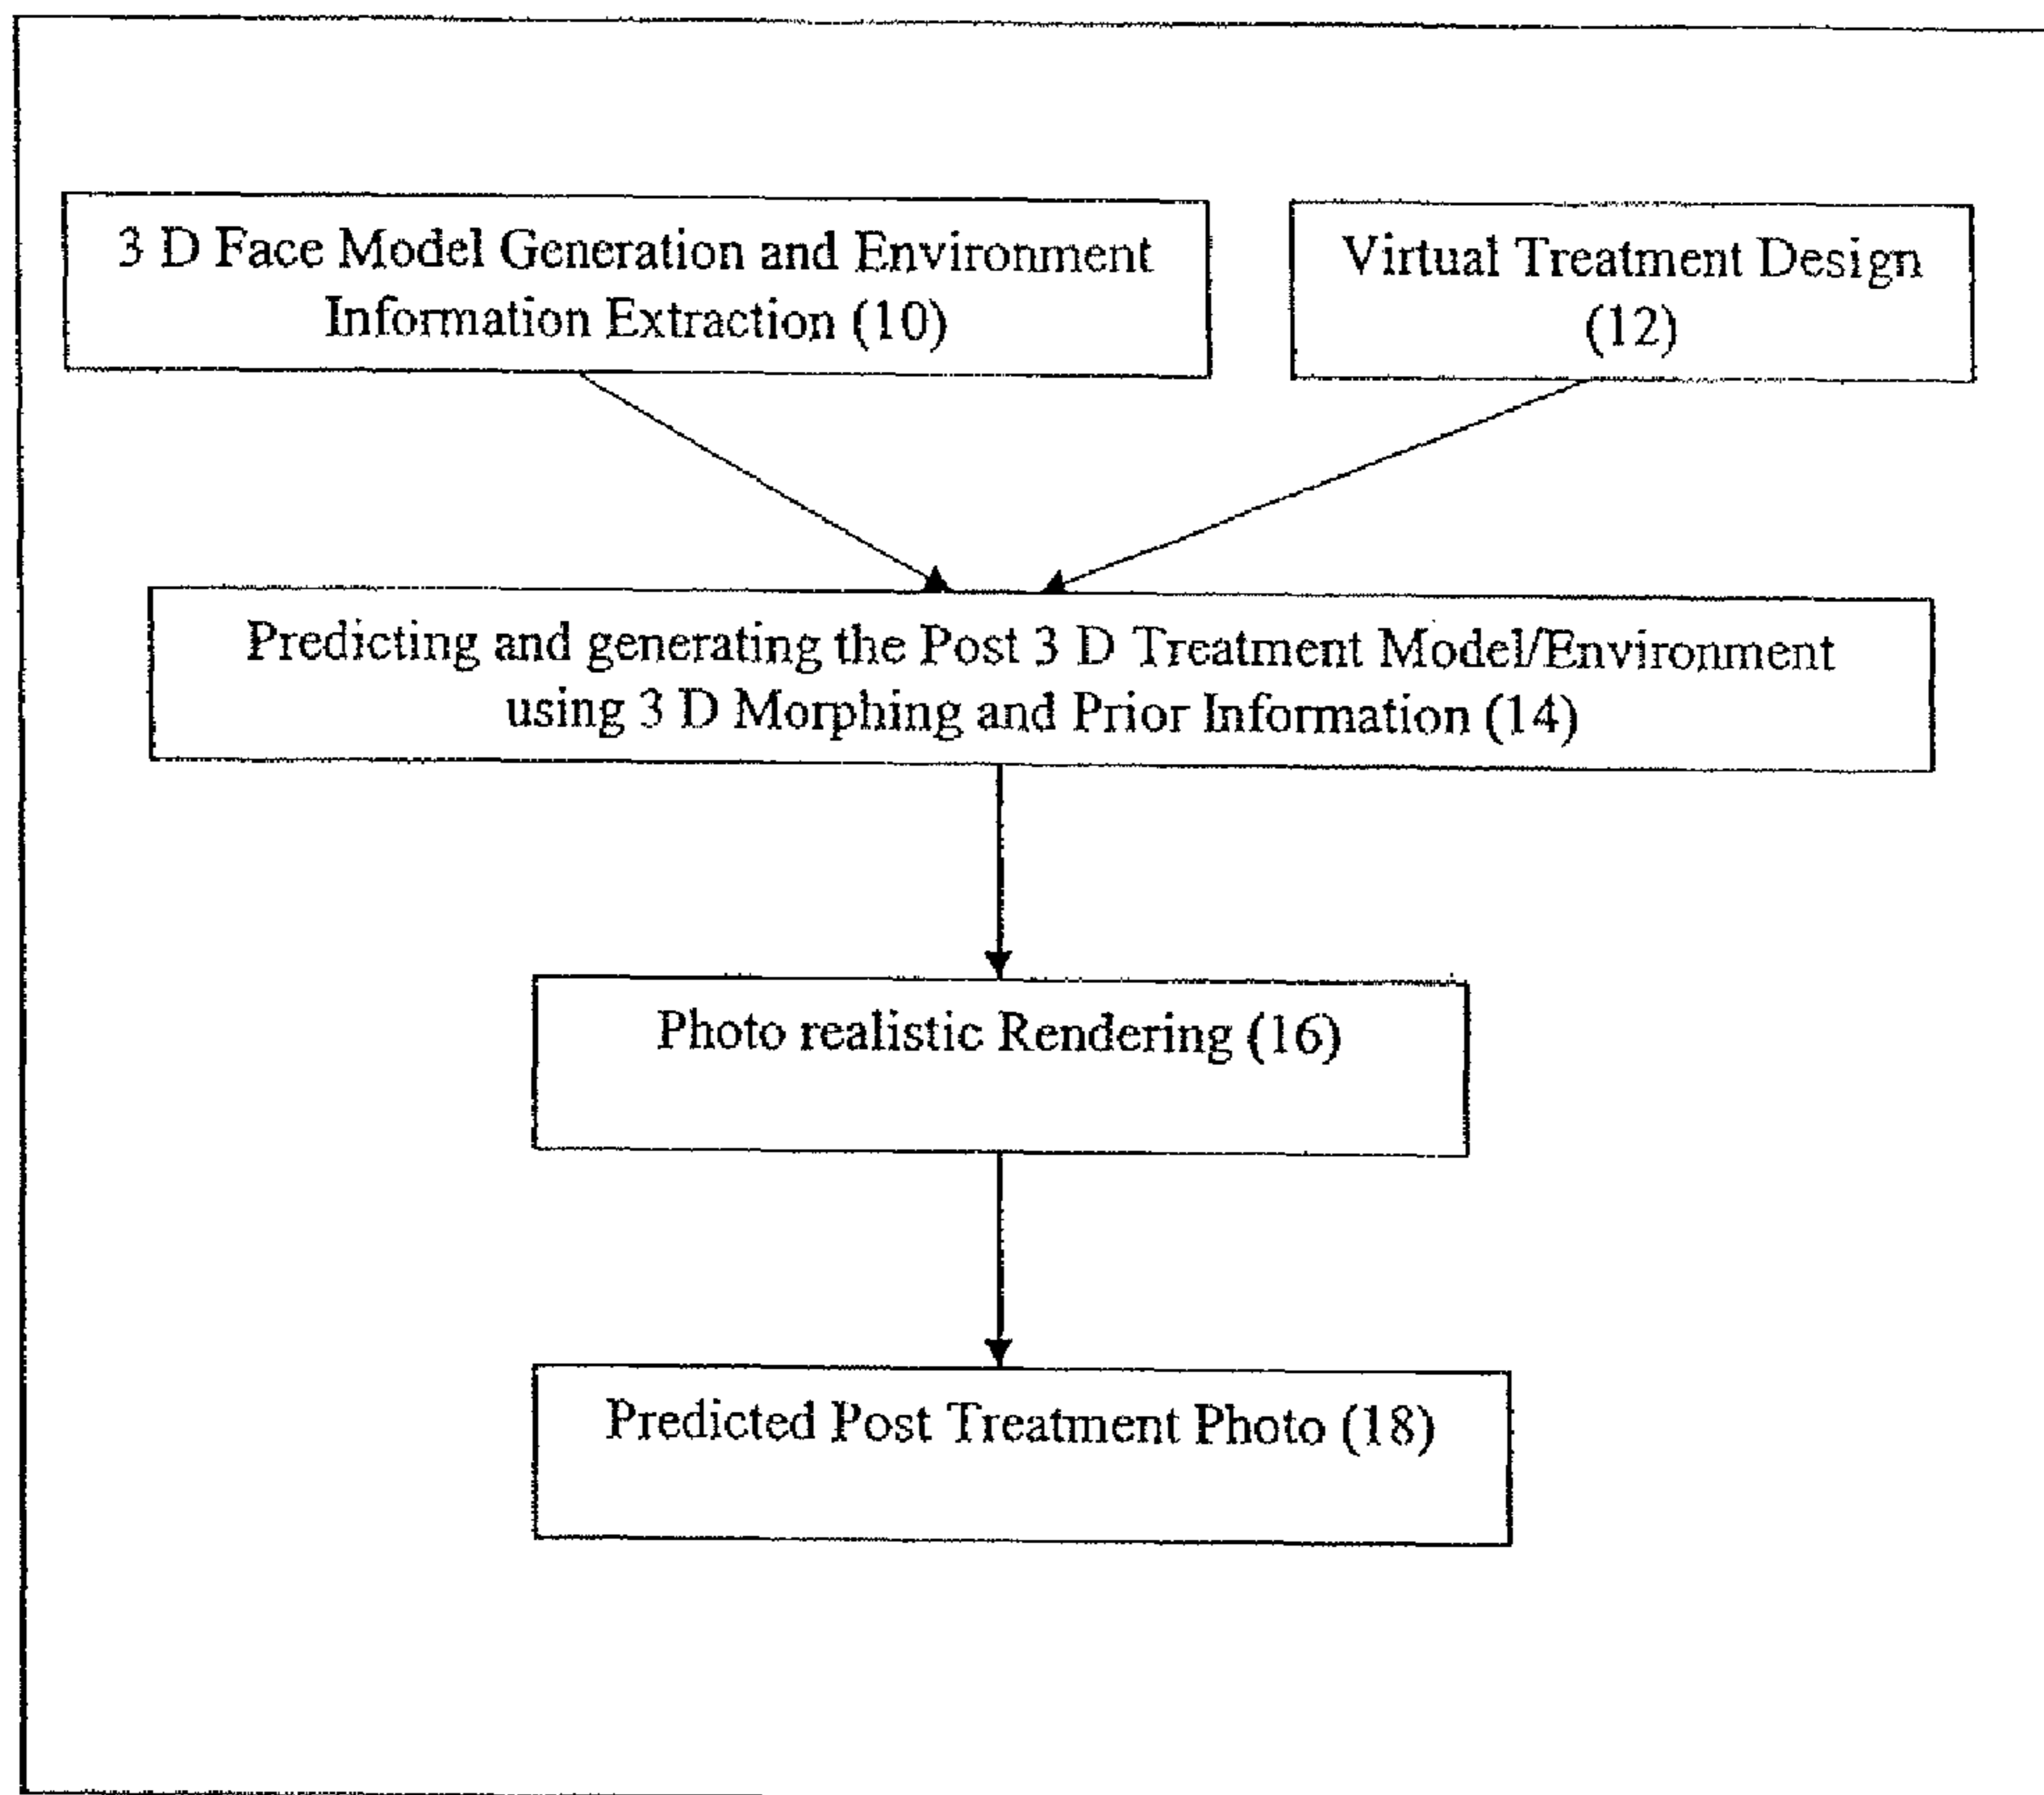 3 D Face Model Generation and Environment
Information Extraction (10)
Virtual Treatment Design
(12)
Predicting and generating the Post 3 D Treatment Model/Environment
using 3 D Morphing and Prior Information (14)
Photo realistic Rendering (16)
Predicted Post Treatment Photo (18)